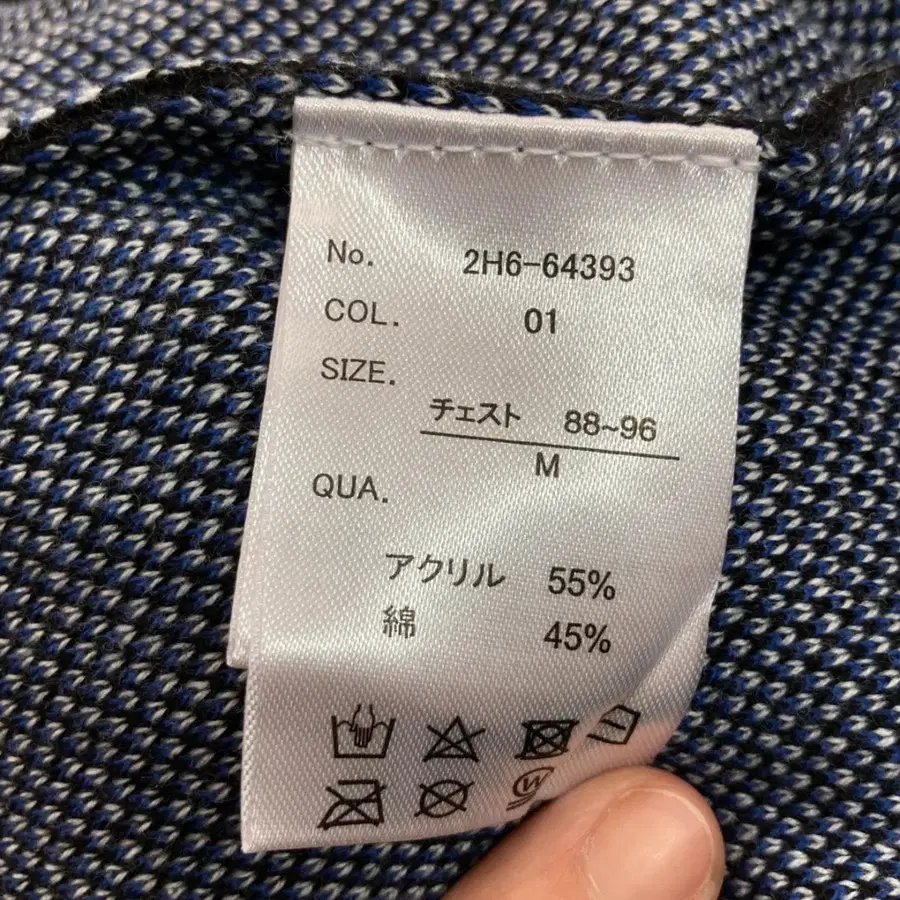 No. 2H6-64393
COL. 01
SIZE.
チェスト 88~96
M
QUA.
アクリル 55%
綿 45%
W